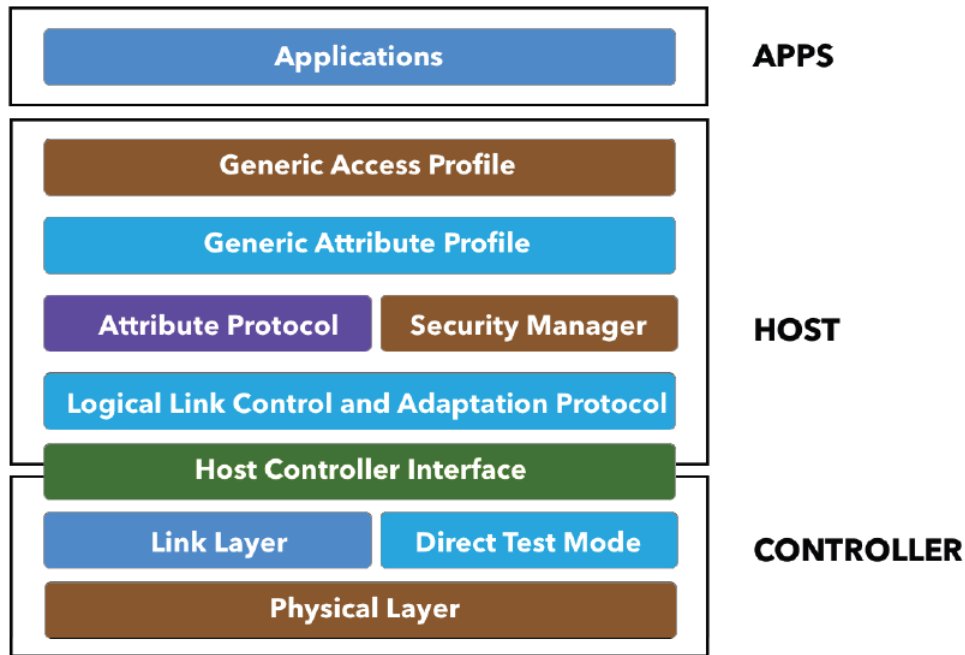 Applications
APPS
Generic Access Profile
Generic Attribute Profile
Attribute Protocol
Security Manager
HOST
Logical Link Control and Adaptation Protocol
Host Controller Interface
Link Layer
Direct Test Mode
CONTROLLER
Physical Layer